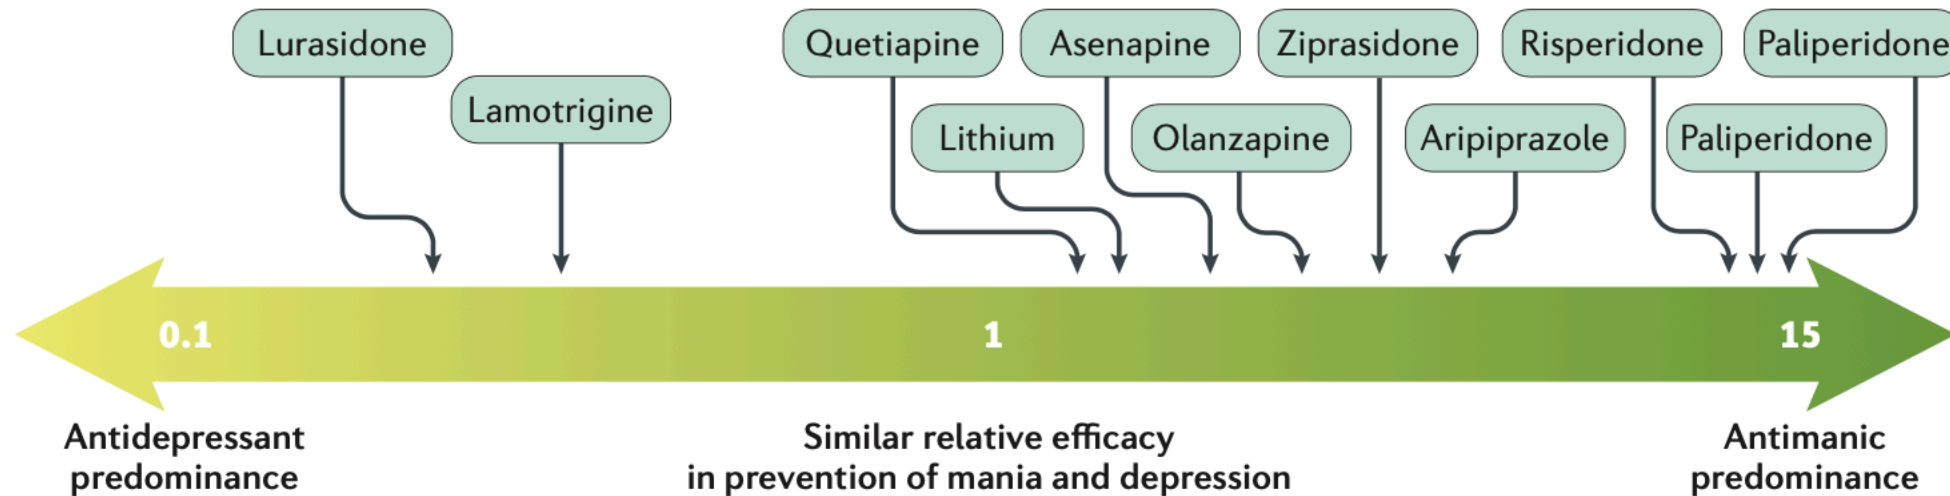 Lurasidone
Lamotrigine
Quetiapine
Asenapine
Ziprasidone
Risperidone
Paliperidone
Lithium
Olanzapine
Aripiprazole
Paliperidone
0.1
1
15
Antidepressant
predominance
Similar relative efficacy
in prevention of mania and depression
Antimanic
predominance